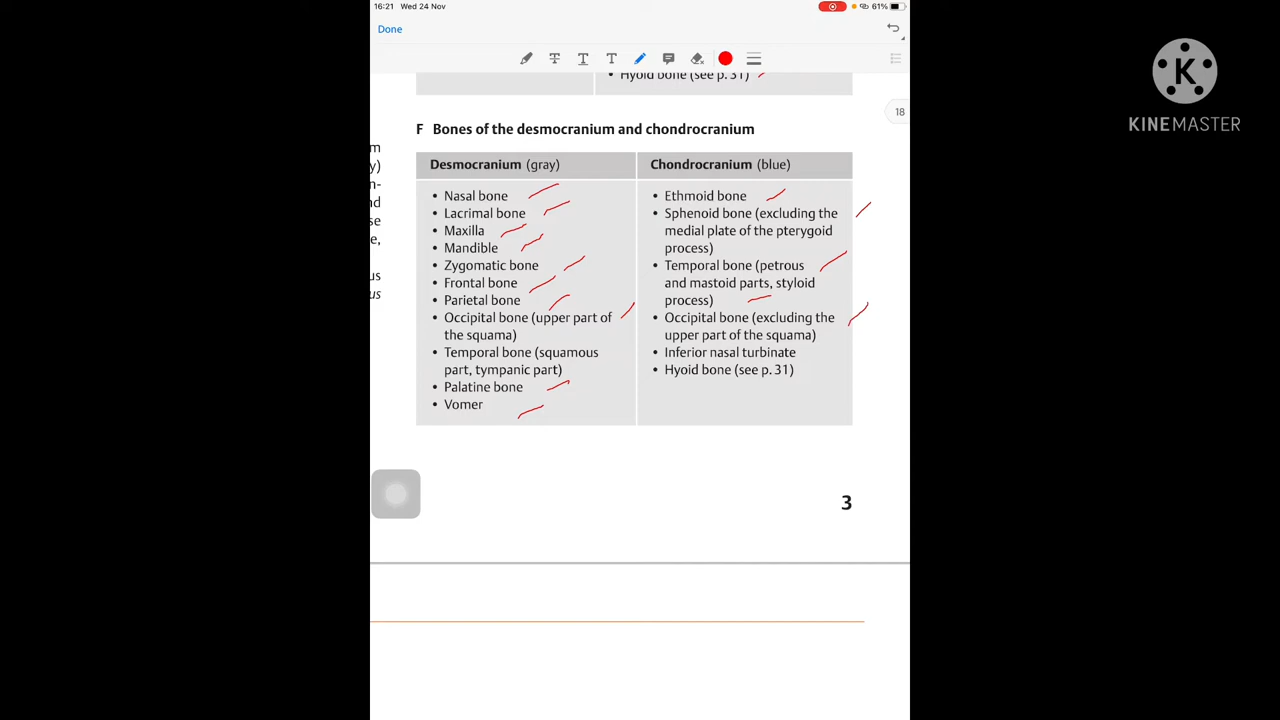 16:21 Wed 24 Nov
61%
Done
Hyoid bone (see p. 31)
18
K
KINEMASTER
F Bones of the desmocranium and chondrocranium
m
y)
n-
nd
se
e,
us
us
Desmocranium (gray)
• Nasal bone
• Lacrimal bone
• Maxilla
• Mandible
• Zygomatic bone
• Frontal bone
• Parietal bone
• Occipital bone (upper part of
the squama)
• Temporal bone (squamous
part, tympanic part)
• Palatine bone
• Vomer
Chondrocranium (blue)
• Ethmoid bone
• Sphenoid bone (excluding the
medial plate of the pterygoid
process)
• Temporal bone (petrous
and mastoid parts, styloid
process)
• Occipital bone (excluding the
upper part of the squama)
• Inferior nasal turbinate
• Hyoid bone (see p. 31)
3